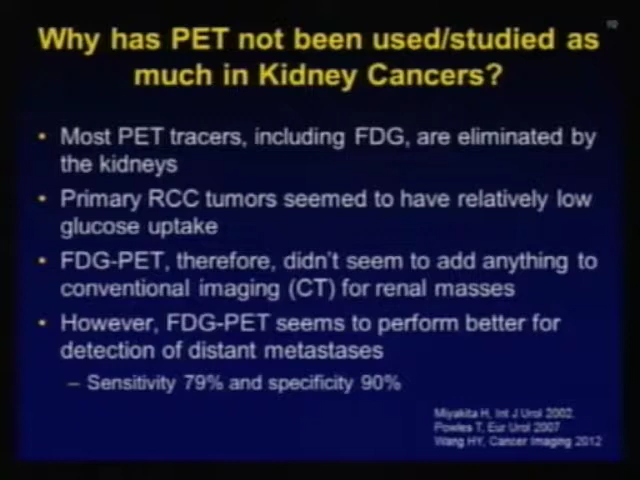 Why has PET not been used/studied as
much in Kidney Cancers?
• Most PET tracers, including FDG, are eliminated by
the kidneys
• Primary RCC tumors seemed to have relatively low
glucose uptake
• FDG-PET, therefore, didn't seem to add anything to
conventional imaging (CT) for renal masses
• However, FDG-PET seems to perform better for
detection of distant metastases
– Sensitivity 79% and specificity 90%
Miyakita H, Int J Urol 2002.
Powles T, Eur Urol 2007
Wang HY, Cancer Imaging 2012